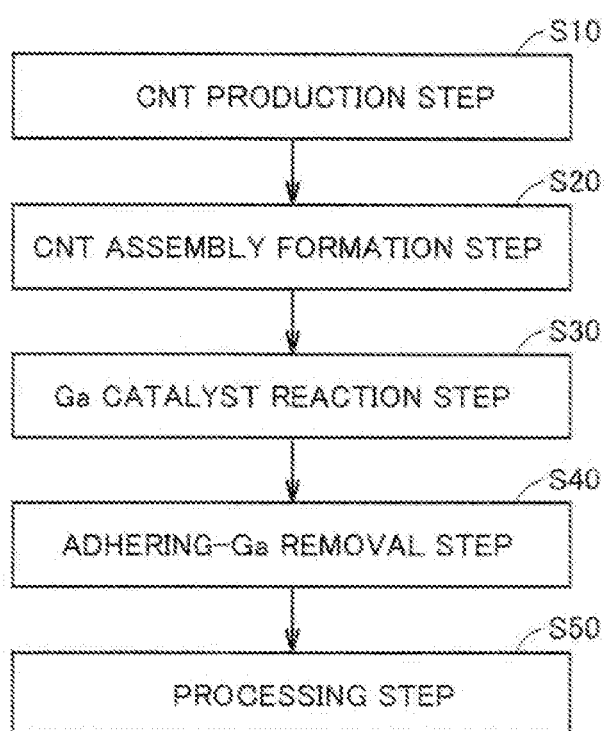 S10
CNT PRODUCTION STEP
S20
CNT ASSEMBLY FORMATION STEP
S30
Ga CATALYST REACTION STEP
S40
ADHERING-Ga REMOVAL STEP
S50
PROCESSING STEP